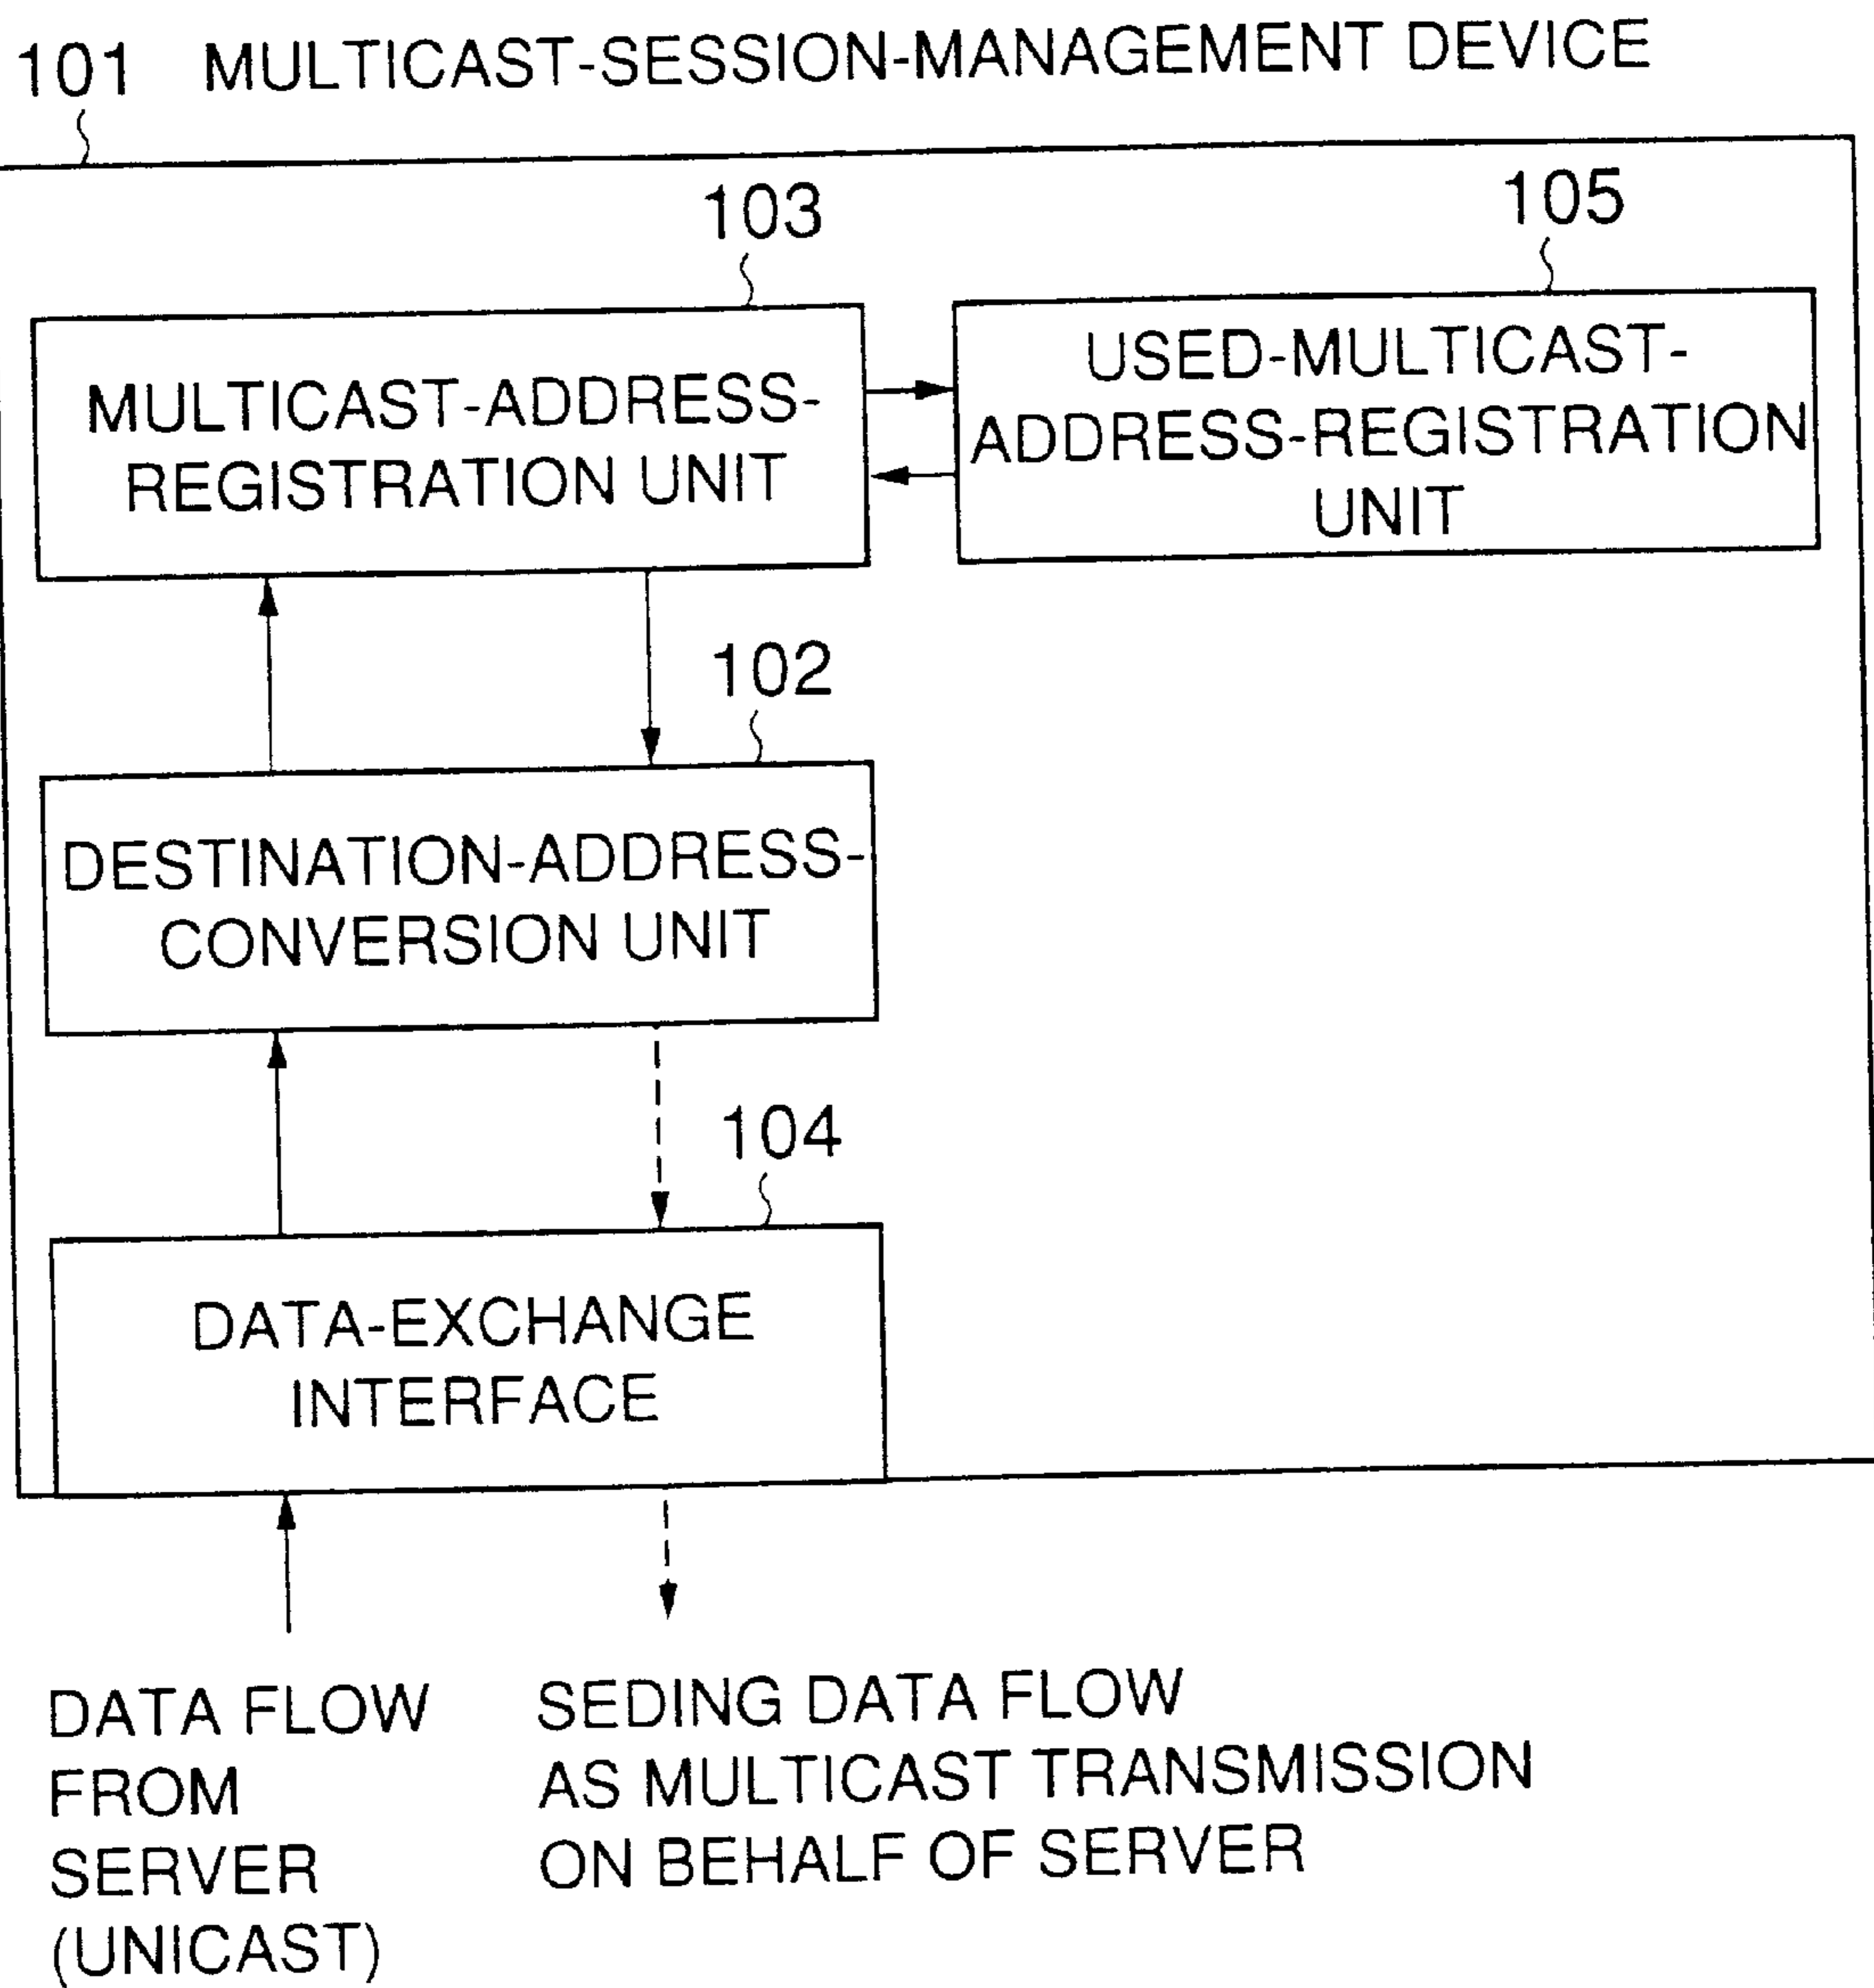 101 MULTICAST-SESSION-MANAGEMENT DEVICE
103
105
MULTICAST-ADDRESS-
REGISTRATION UNIT
USED-MULTICAST-
ADDRESS-REGISTRATION
UNIT
102
DESTINATION-ADDRESS-
CONVERSION UNIT
104
DATA-EXCHANGE
INTERFACE
DATA FLOW
FROM
SERVER
(UNICAST)
SEDING DATA FLOW
AS MULTICAST TRANSMISSION
ON BEHALF OF SERVER